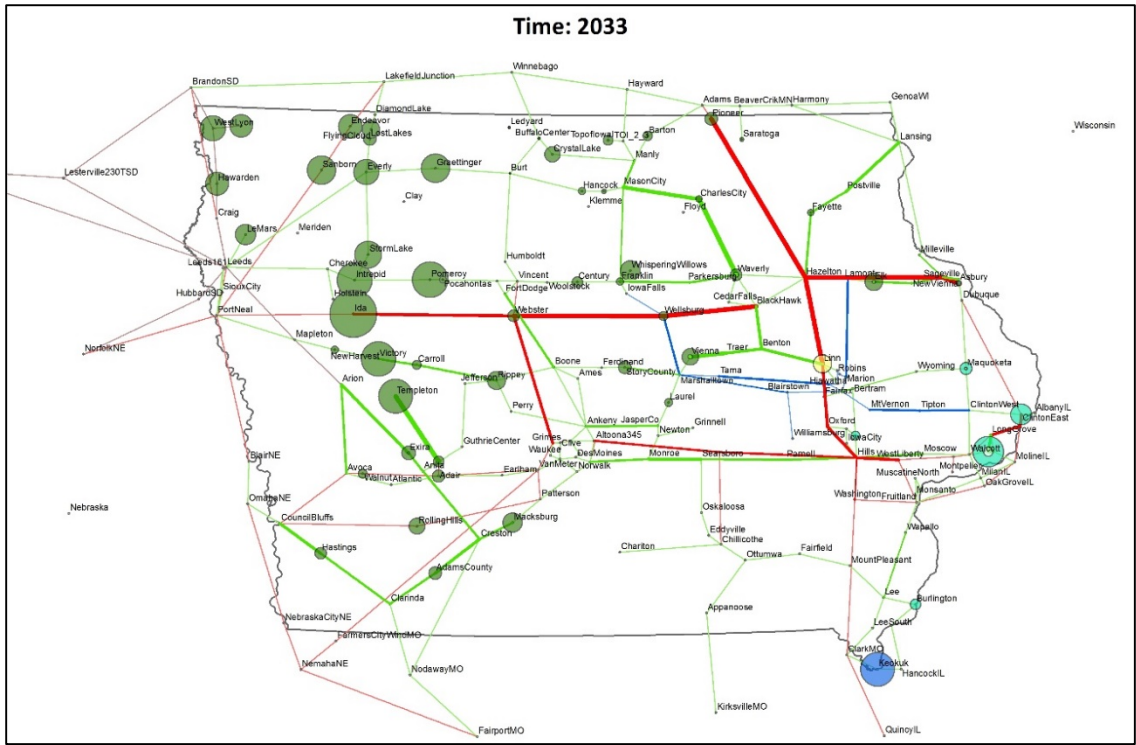 Time: 2033
Winnebago
LakefieldJunction
BrandonSD
Hayward
Adams
BeaverCrikMN
Harmony
GenoaWI
DiamondLake
Pioneer
WestLyon
Endeavor
Ledyard
Wisconsin
FlyingCloud
LostLakes
BuffaloCenter
Barton
Saratoga
Lansing
CrystalLake
Manly
Lesterville230TSD
Sanborn
Everly
Graettinger
Burt
Hawarden
MasonCity
Postville
Hancock
CharlesCity
Clay
Klemme
Floyd
Fayette
Craig
LeMars
Meriden
StormLake
Milleville
Leeds161
Leeds
Humboldt
Cherokee
Intrepid
Pomeroy
Pocahontas
Vincent
Century
WhisperingWillows
Franklin
Parkersburg
Waverly
Hazelton
Lamont
Sageville
Asbury
SiouxCity
Holstein
FortDodge
Woolstock
IowaFalls
NewVienna
HubbardSD
CedarFalls
BlackHawk
Dubuque
PortNeal
Ida
Webster
Wellsburg
Mapleton
Benton
NorfolkNE
NewHarvest
Victory
Carroll
Boone
Ferdinand
Vienna
Traer
Linn
Wyoming
Maquoketa
Arion
Jefferson
Rippey
Ames
StoryCounty
Tama
Robins
Marion
Marshalltown
Hiawatha
Templeton
Blairstown
Fairfax
Bertram
Laurel
Perry
MtVernon
Tipton
ClintonWest
AlbanyIL
ClintonEast
Ankeny
JasperCo
Grinnell
Oxford
LongGrove
GuthrieCenter
Grimes
Clive
Altoona345
Newton
Williamsburg
IowaCity
Exira
Waukee
DesMoines
Hills
WestLiberty
Moscow
Walcott
BlairNE
Avoca
Anita
Adair
Earlham
VanMeter
Norwalk
Monroe
Searsboro
Parnell
MolineIL
Walnut
Atlantic
Montpelier
MilanIL
MuscatineNorth
OakGroveIL
OmahaNE
Patterson
Washington
Fruitland
Monsanto
Nebraska
CouncilBluffs
RollingHills
Macksburg
Oskaloosa
Wapallo
Eddyville
Creston
Chillicothe
Hastings
Chariton
Ottumwa
Fairfield
MountPleasant
AdamsCounty
Clarinda
Lee
Burlington
Appanoose
NebraskaCityNE
LeeSouth
FarmersCityWindMO
ClarkMO
NemahaNE
NodawayMO
Keokuk
HancockIL
KirksvilleMO
FairportMO
QuincyIL